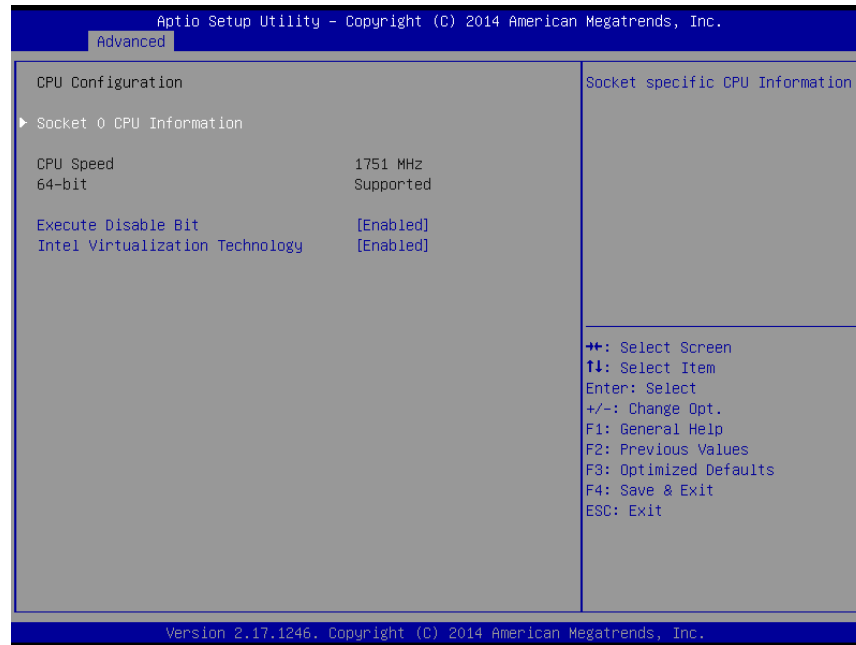 Aptio Setup Utility – Copyright (C) 2014 American Megatrends, Inc.
Advanced
CPU Configuration
Socket 0 CPU Information
CPU Speed 1751 MHz
64-bit Supported
Execute Disable Bit [Enabled]
Intel Virtualization Technology [Enabled]
Socket specific CPU Information
→←: Select Screen
↑↓: Select Item
Enter: Select
+/-: Change Opt.
F1: General Help
F2: Previous Values
F3: Optimized Defaults
F4: Save & Exit
ESC: Exit
Version 2.17.1246. Copyright (C) 2014 American Megatrends, Inc.